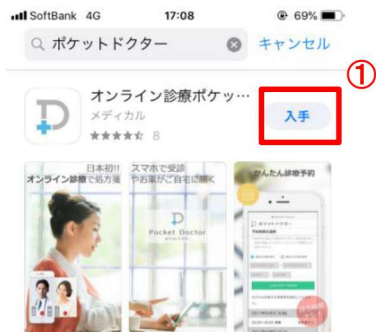 SoftBank 4G 17:08 69%
ポケットドクター キャンセル
①
オンライン診療ポケッ…
メディカル
入手
8
日本初!!
オンライン診療で処方箋
スマホで受診
やお薬がご自宅に届く
Pocket Doctor
かんたん診療予約